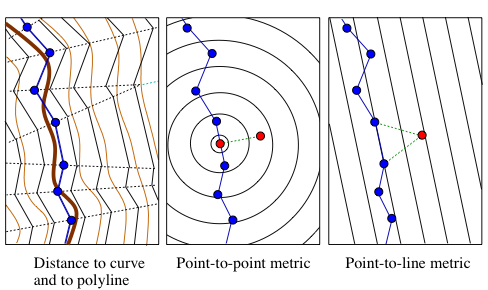 Distance to curve
and to polyline
Point-to-point metric
Point-to-line metric